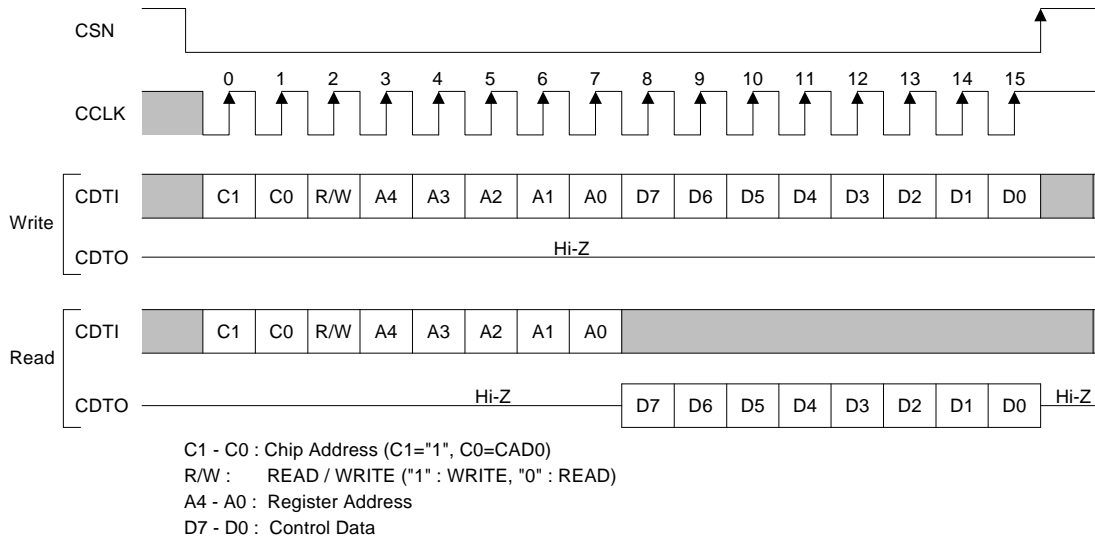 CSN
0 1 2 3 4 5 6 7 8 9 10 11 12 13 14 15
CCLK
Write
CDTI C1 C0 R/W A4 A3 A2 A1 A0 D7 D6 D5 D4 D3 D2 D1 D0
CDTO Hi-Z
Read
CDTI C1 C0 R/W A4 A3 A2 A1 A0
CDTO Hi-Z D7 D6 D5 D4 D3 D2 D1 D0 Hi-Z
C1 - C0 : Chip Address (C1="1", C0=CAD0)
R/W : READ / WRITE ("1" : WRITE, "0" : READ)
A4 - A0 : Register Address
D7 - D0 : Control Data